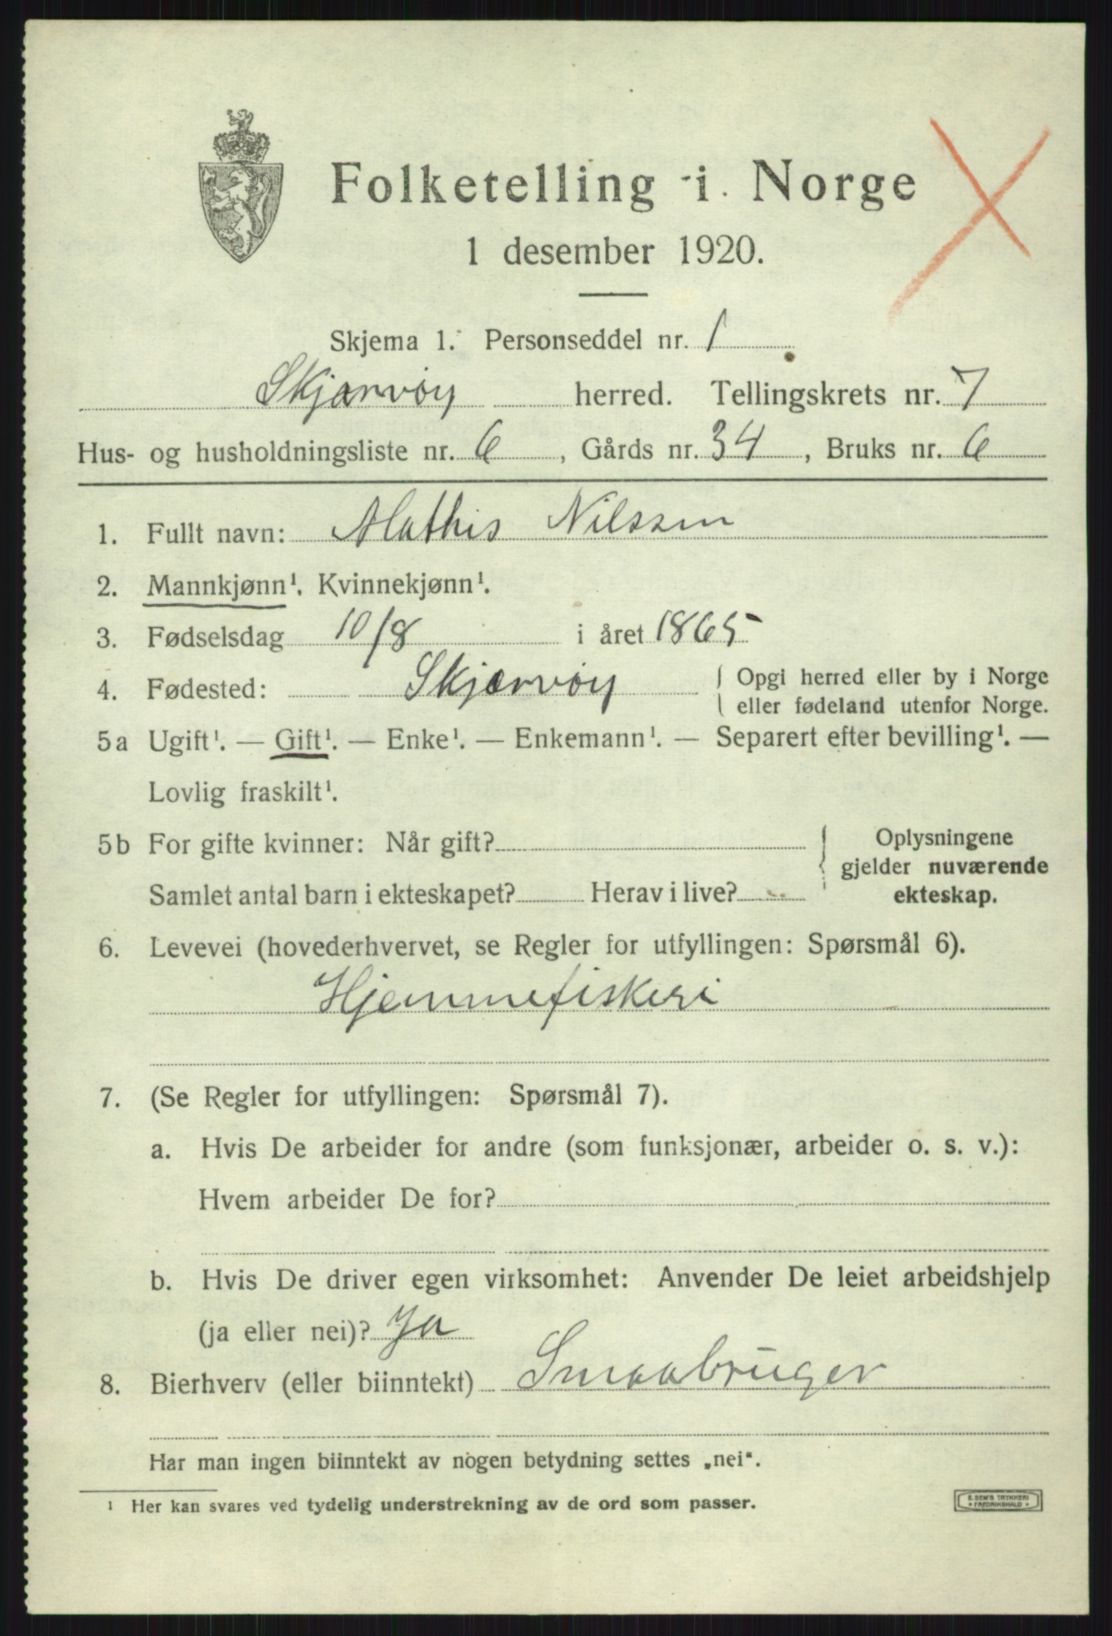 Folketelling i Norge
1 desember 1920.
Skjema 1. Personseddel nr. 1
Skjærvøy herred. Tellingskrets nr. 7
Hus- og husholdningsliste nr. 6, Gårds nr. 34, Bruks nr. 6
1. Fullt navn: Mathis Nilssen
2. Mannkjønn¹. Kvinnekjønn¹.
3. Fødselsdag 10/8 i året 1865
4. Fødested: Skjærvøy { Opgi herred eller by i Norge
eller fødeland utenfor Norge.
5a Ugift¹. — Gift¹. — Enke¹. — Enkemann¹. — Separert efter bevilling¹. —
Lovlig fraskilt¹.
5b For gifte kvinner: Når gift?
Samlet antal barn i ekteskapet? Herav i live?
Oplysningene
gjelder nuværende
ekteskap.
6. Levevei (hovederhvervet, se Regler for utfyllingen: Spørsmål 6).
Hjemmefiskeri
7. (Se Regler for utfyllingen: Spørsmål 7).
a. Hvis De arbeider for andre (som funksjonær, arbeider o. s. v.):
Hvem arbeider De for?
b. Hvis De driver egen virksomhet: Anvender De leiet arbeidshjelp
(ja eller nei)? Ja
8. Bierhverv (eller biinntekt) Smaabruger
Har man ingen biinntekt av nogen betydning settes „nei“.
¹ Her kan svares ved tydelig understrekning av de ord som passer.
E. SEM'S TRYKKERI
FREDRIKSHALD